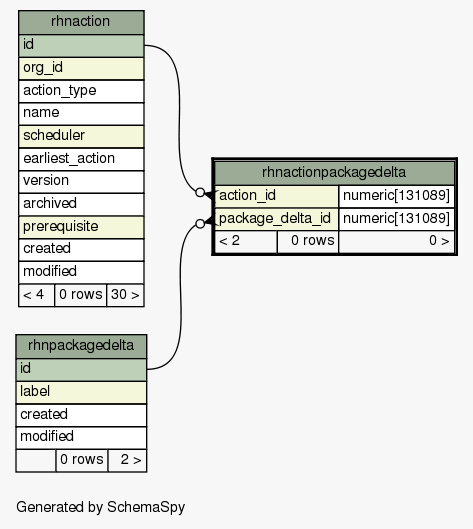 rhnaction
id
org_id
action_type
name
scheduler
earliest_action
version
archived
prerequisite
created
modified
< 4 0 rows 30 >
rhnactionpackagedelta
action_id numeric[131089]
package_delta_id numeric[131089]
< 2 0 rows 0 >
rhnpackagedelta
id
label
created
modified
0 rows 2 >
Generated by SchemaSpy